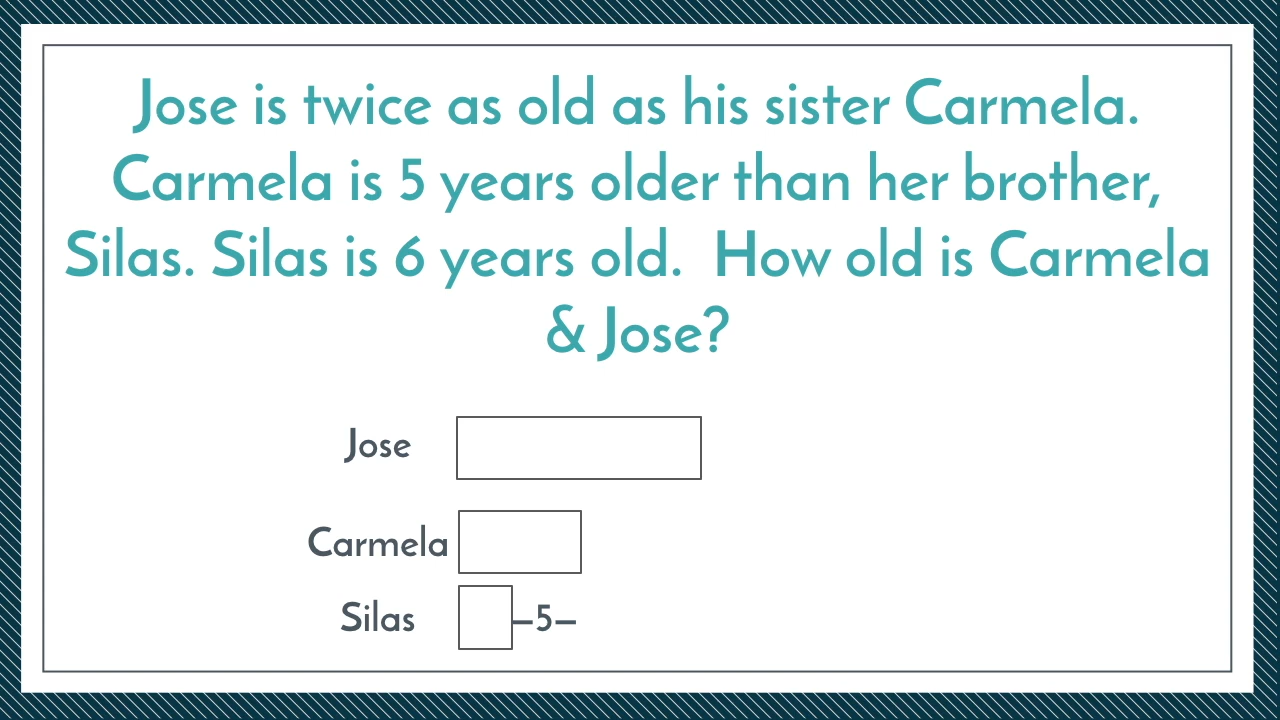 Jose is twice as old as his sister Carmela.
Carmela is 5 years older than her brother,
Silas. Silas is 6 years old.  How old is Carmela
& Jose?
Jose
Carmela
Silas –5–